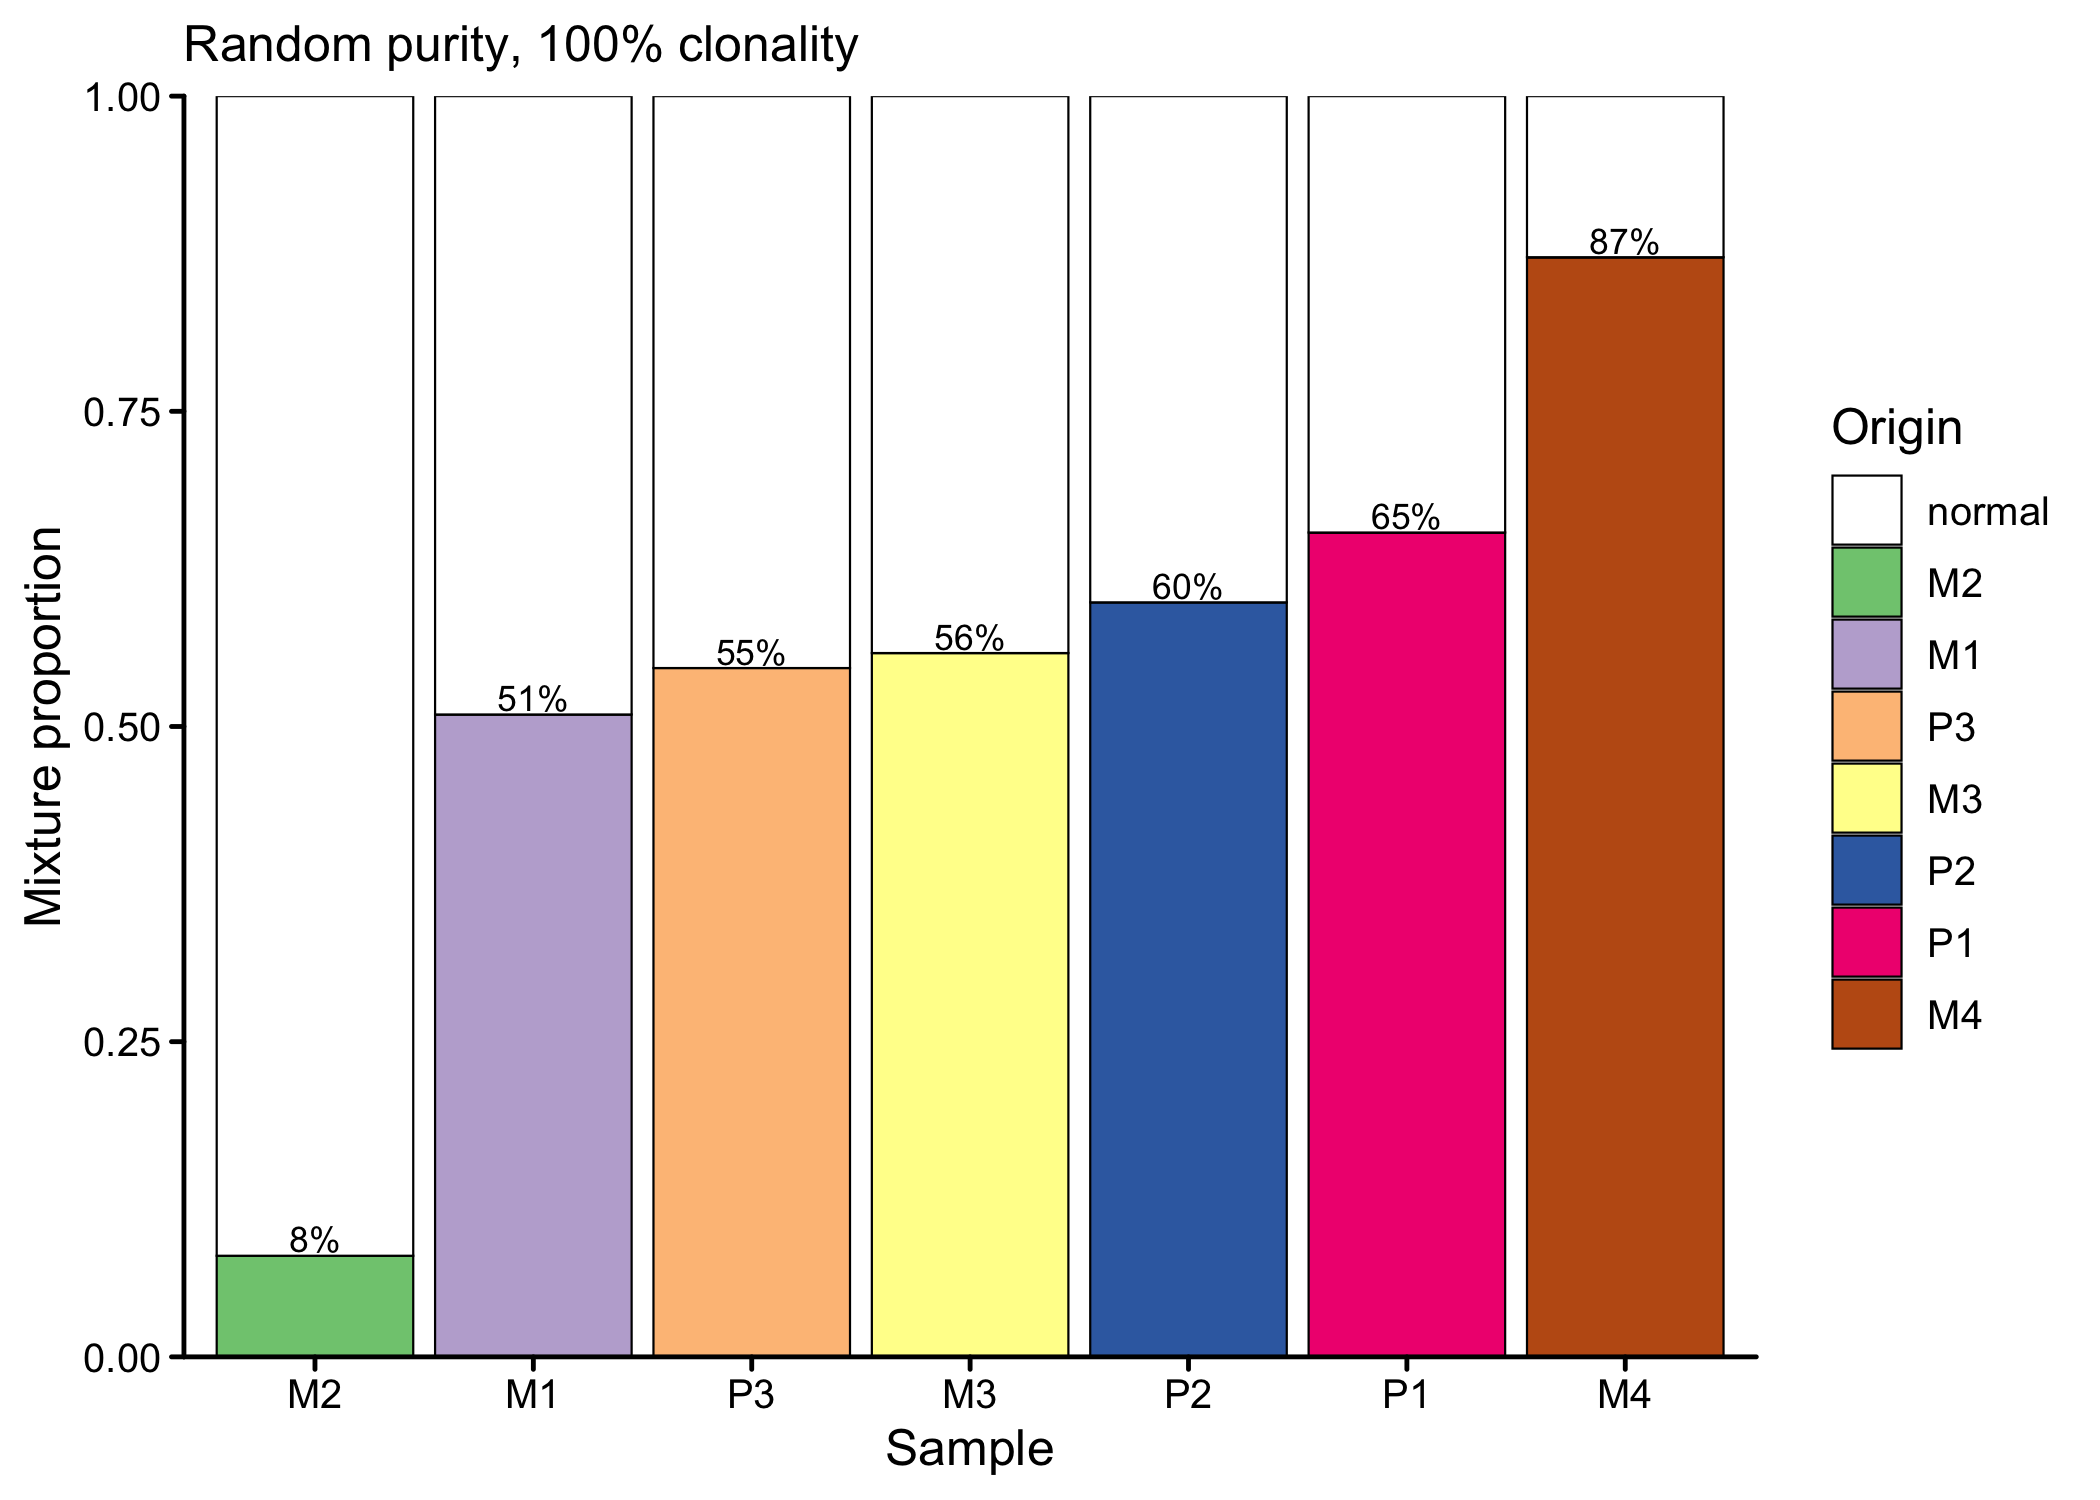 Random purity, 100% clonality
1.00
0.75
0.50
0.25
0.00
Mixture proportion
8%
51%
55%
56%
60%
65%
87%
M2 M1 P3 M3 P2 P1 M4
Sample
Origin
normal
M2
M1
P3
M3
P2
P1
M4